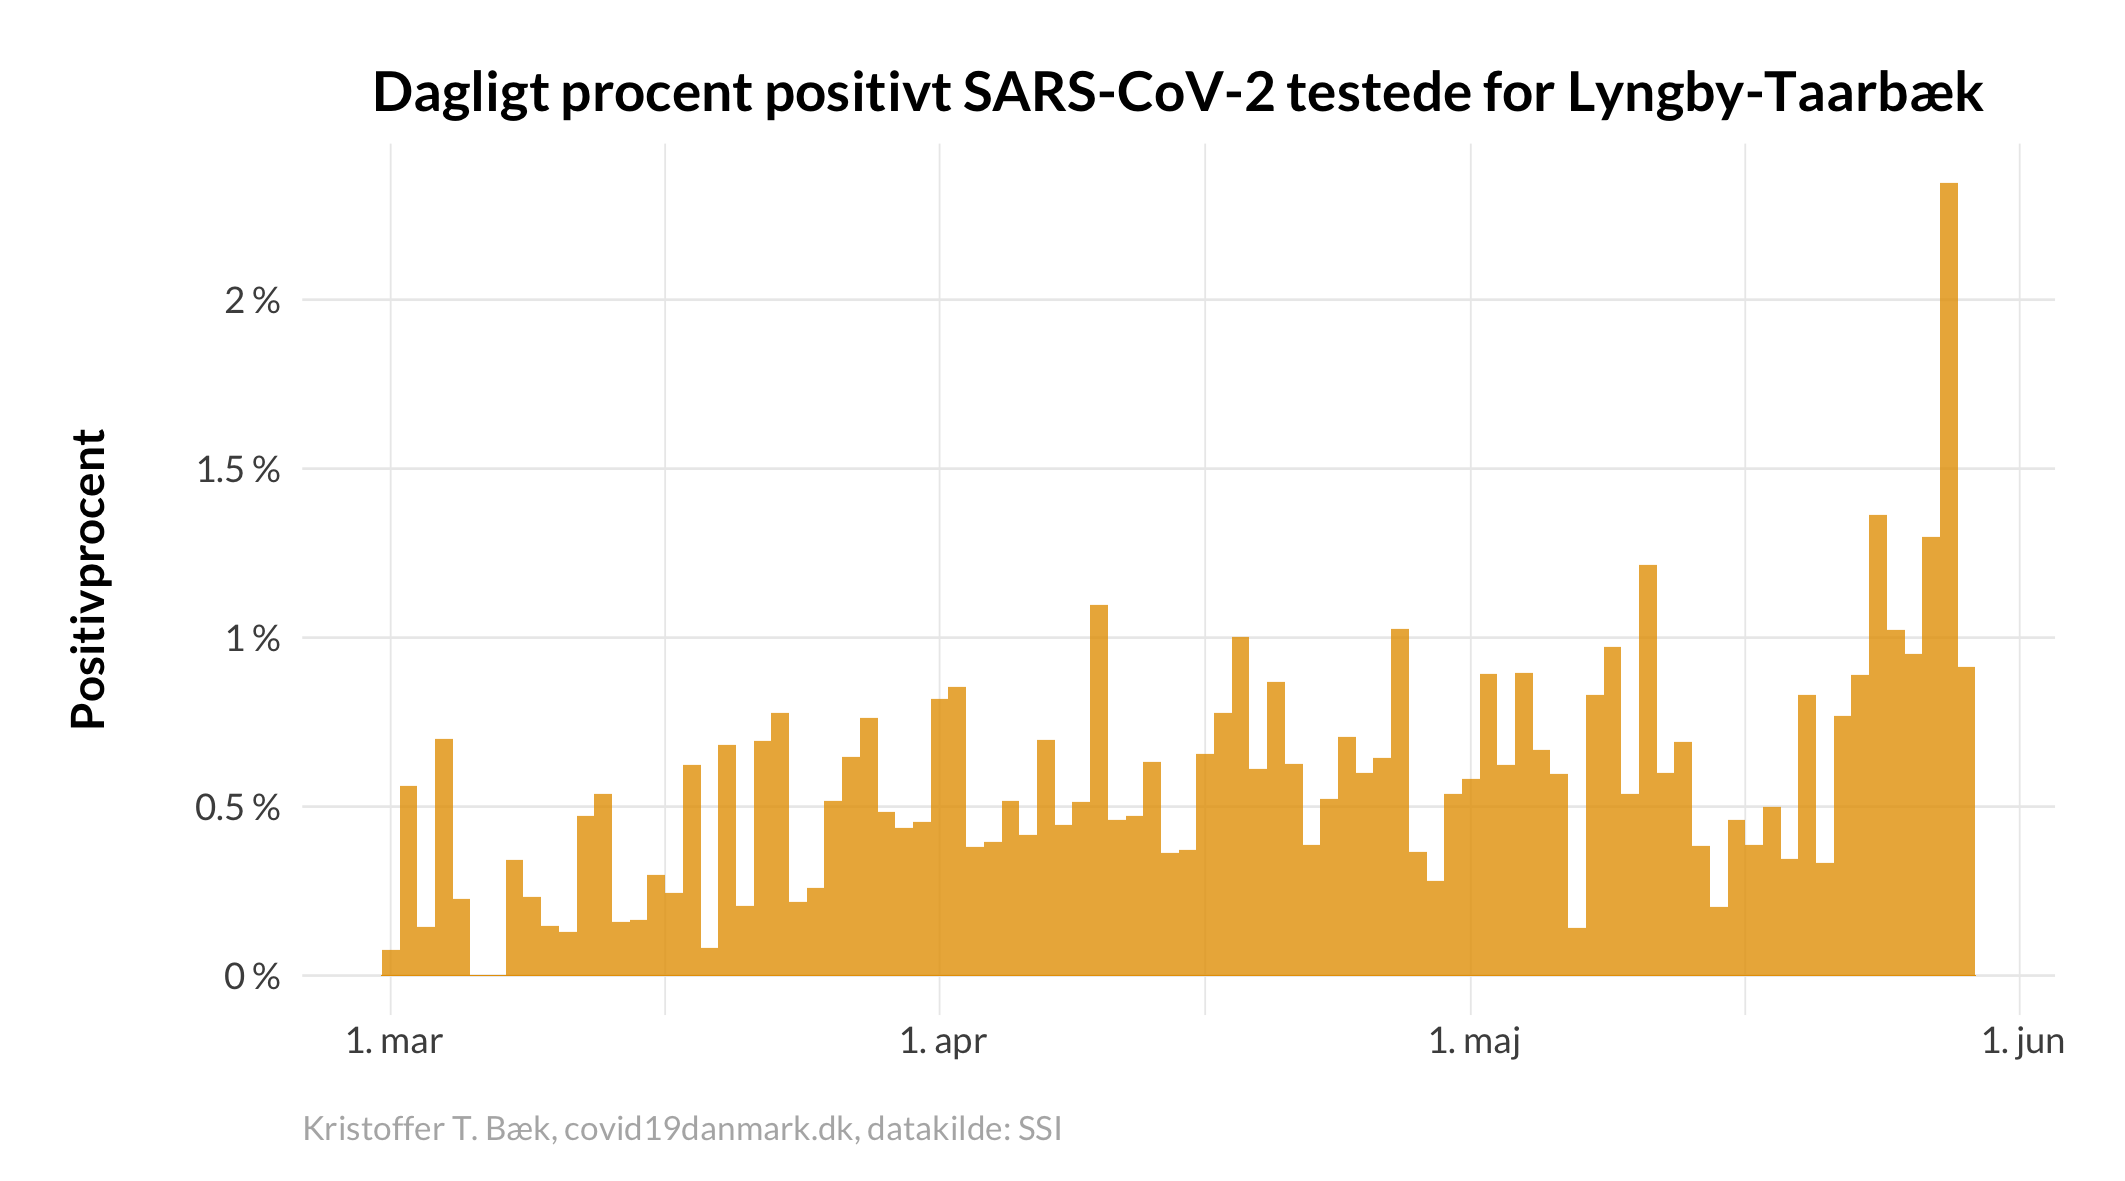 Dagligt procent positivt SARS-CoV-2 testede for Lyngby-Taarbæk
Positivprocent
2 %
1.5 %
1 %
0.5 %
0 %
1. mar
1. apr
1. maj
1. jun
Kristoffer T. Bæk, covid19danmark.dk, datakilde: SSI